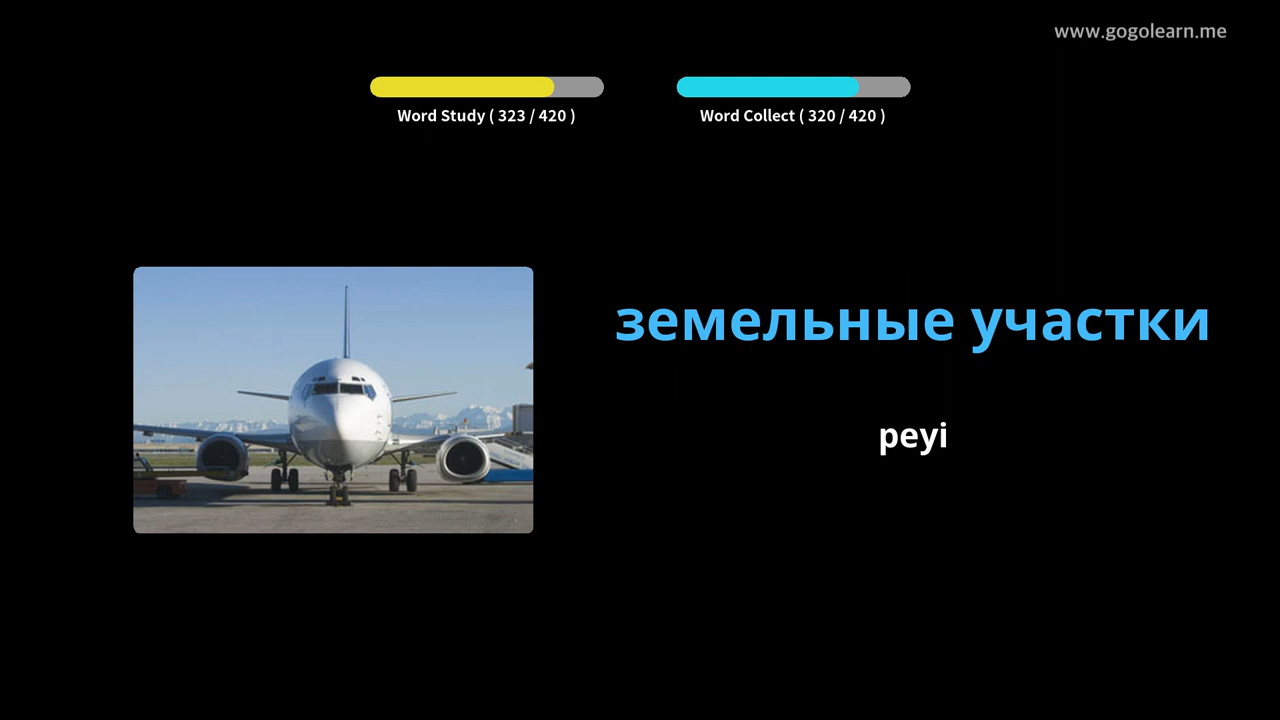 www.gogolearn.me
Word Study ( 323 / 420 )
Word Collect ( 320 / 420 )
земельные участки
peyi